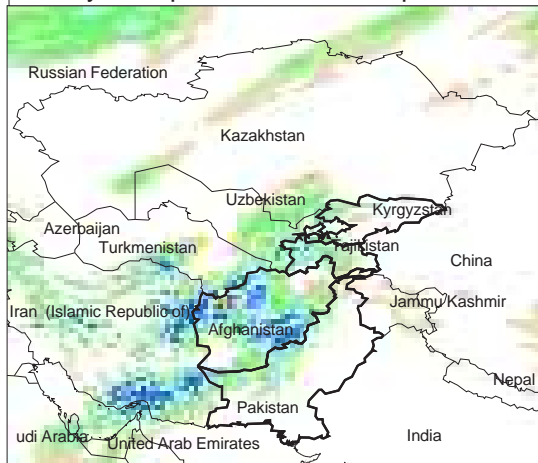 Russian Federation
Kazakhstan
Uzbekistan
Kyrgyzstan
Azerbaijan
Turkmenistan
Tajikistan
China
Iran (Islamic Republic of)
Jammu Kashmir
Afghanistan
Nepal
Pakistan
udi Arabia
United Arab Emirates
India